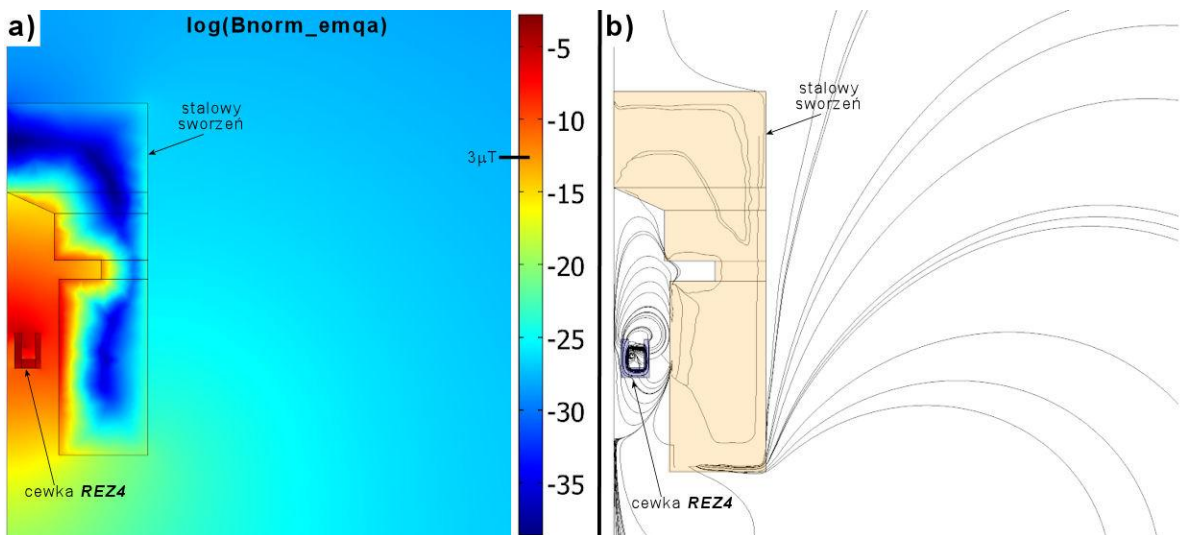 a)
log(Bnorm_emqa)
stalowy
sworzeń
3µT
cewka REZ4
-5
-10
-15
-20
-25
-30
-35
b)
stalowy
sworzeń
cewka REZ4